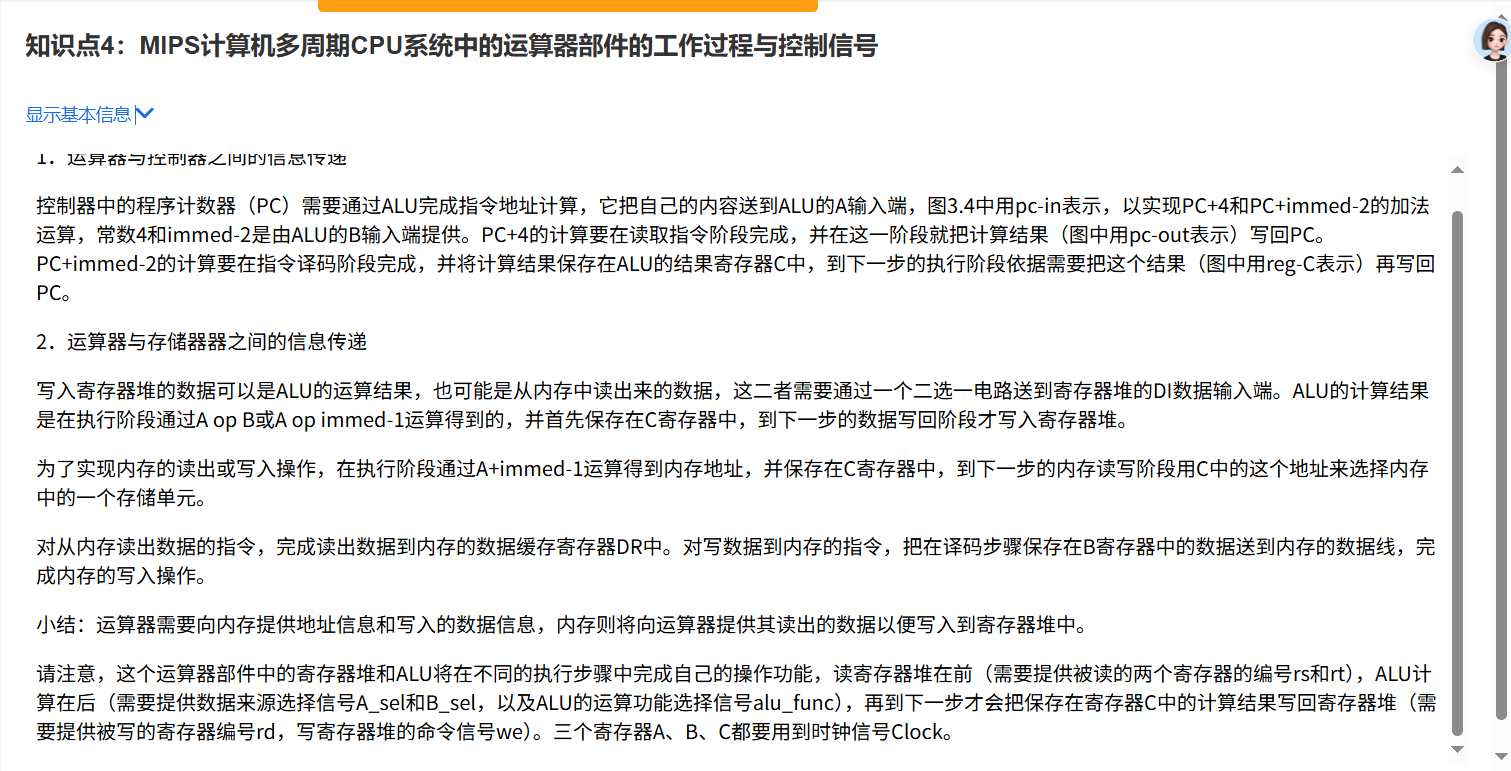 知识点4：MIPS计算机多周期CPU系统中的运算器部件的工作过程与控制信号
显示基本信息
1．运算器与控制器之间的信息传递
控制器中的程序计数器（PC）需要通过ALU完成指令地址计算，它把自己的内容送到ALU的A输入端，图3.4中用pc-in表示，以实现PC+4和PC+immed-2的加法
运算，常数4和immed-2是由ALU的B输入端提供。PC+4的计算要在读取指令阶段完成，并在这一阶段就把计算结果（图中用pc-out表示）写回PC。
PC+immed-2的计算要在指令译码阶段完成，并将计算结果保存在ALU的结果寄存器C中，到下一步的执行阶段依据需要把这个结果（图中用reg-C表示）再写回
PC。
2．运算器与存储器器之间的信息传递
写入寄存器堆的数据可以是ALU的运算结果，也可能是从内存中读出来的数据，这二者需要通过一个二选一电路送到寄存器堆的DI数据输入端。ALU的计算结果
是在执行阶段通过A op B或A op immed-1运算得到的，并首先保存在C寄存器中，到下一步的数据写回阶段才写入寄存器堆。
为了实现内存的读出或写入操作，在执行阶段通过A+immed-1运算得到内存地址，并保存在C寄存器中，到下一步的内存读写阶段用C中的这个地址来选择内存
中的一个存储单元。
对从内存读出数据的指令，完成读出数据到内存的数据缓存寄存器DR中。对写数据到内存的指令，把在译码步骤保存在B寄存器中的数据送到内存的数据线，完
成内存的写入操作。
小结：运算器需要向内存提供地址信息和写入的数据信息，内存则将向运算器提供其读出的数据以便写入到寄存器堆中。
请注意，这个运算器部件中的寄存器堆和ALU将在不同的执行步骤中完成自己的操作功能，读寄存器堆在前（需要提供被读的两个寄存器的编号rs和rt），ALU计
算在后（需要提供数据来源选择信号A_sel和B_sel，以及ALU的运算功能选择信号alu_func），再到下一步才会把保存在寄存器C中的计算结果写回寄存器堆（需
要提供被写的寄存器编号rd，写寄存器堆的命令信号we）。三个寄存器A、B、C都要用到时钟信号Clock。